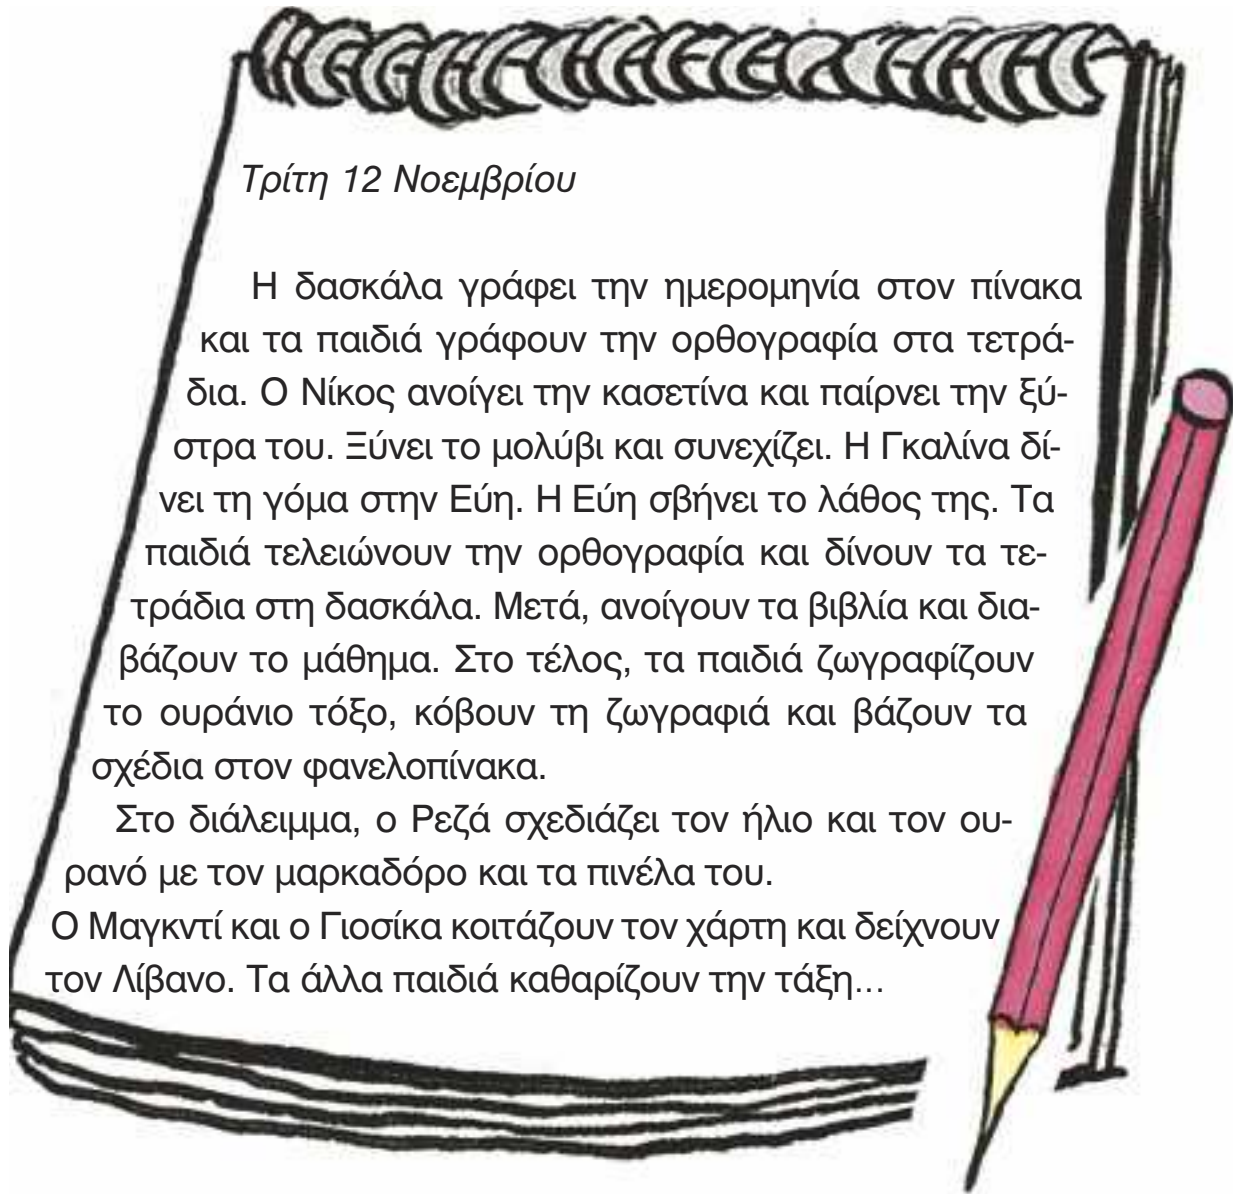 Τρίτη 12 Νοεμβρίου
Η δασκάλα γράφει την ημερομηνία στον πίνακα
και τα παιδιά γράφουν την ορθογραφία στα τετρά-
δια. Ο Νίκος ανοίγει την κασετίνα και παίρνει την ξύ-
στρα του. Ξύνει το μολύβι και συνεχίζει. Η Γκαλίνα δί-
νει τη γόμα στην Εύη. Η Εύη σβήνει το λάθος της. Τα
παιδιά τελειώνουν την ορθογραφία και δίνουν τα τε-
τράδια στη δασκάλα. Μετά, ανοίγουν τα βιβλία και δια-
βάζουν το μάθημα. Στο τέλος, τα παιδιά ζωγραφίζουν
το ουράνιο τόξο, κόβουν τη ζωγραφιά και βάζουν τα
σχέδια στον φανελοπίνακα.
Στο διάλειμμα, ο Ρεζά σχεδιάζει τον ήλιο και τον ου-
ρανό με τον μαρκαδόρο και τα πινέλα του.
Ο Μαγκντί και ο Γιοσίκα κοιτάζουν τον χάρτη και δείχνουν
τον Λίβανο. Τα άλλα παιδιά καθαρίζουν την τάξη...